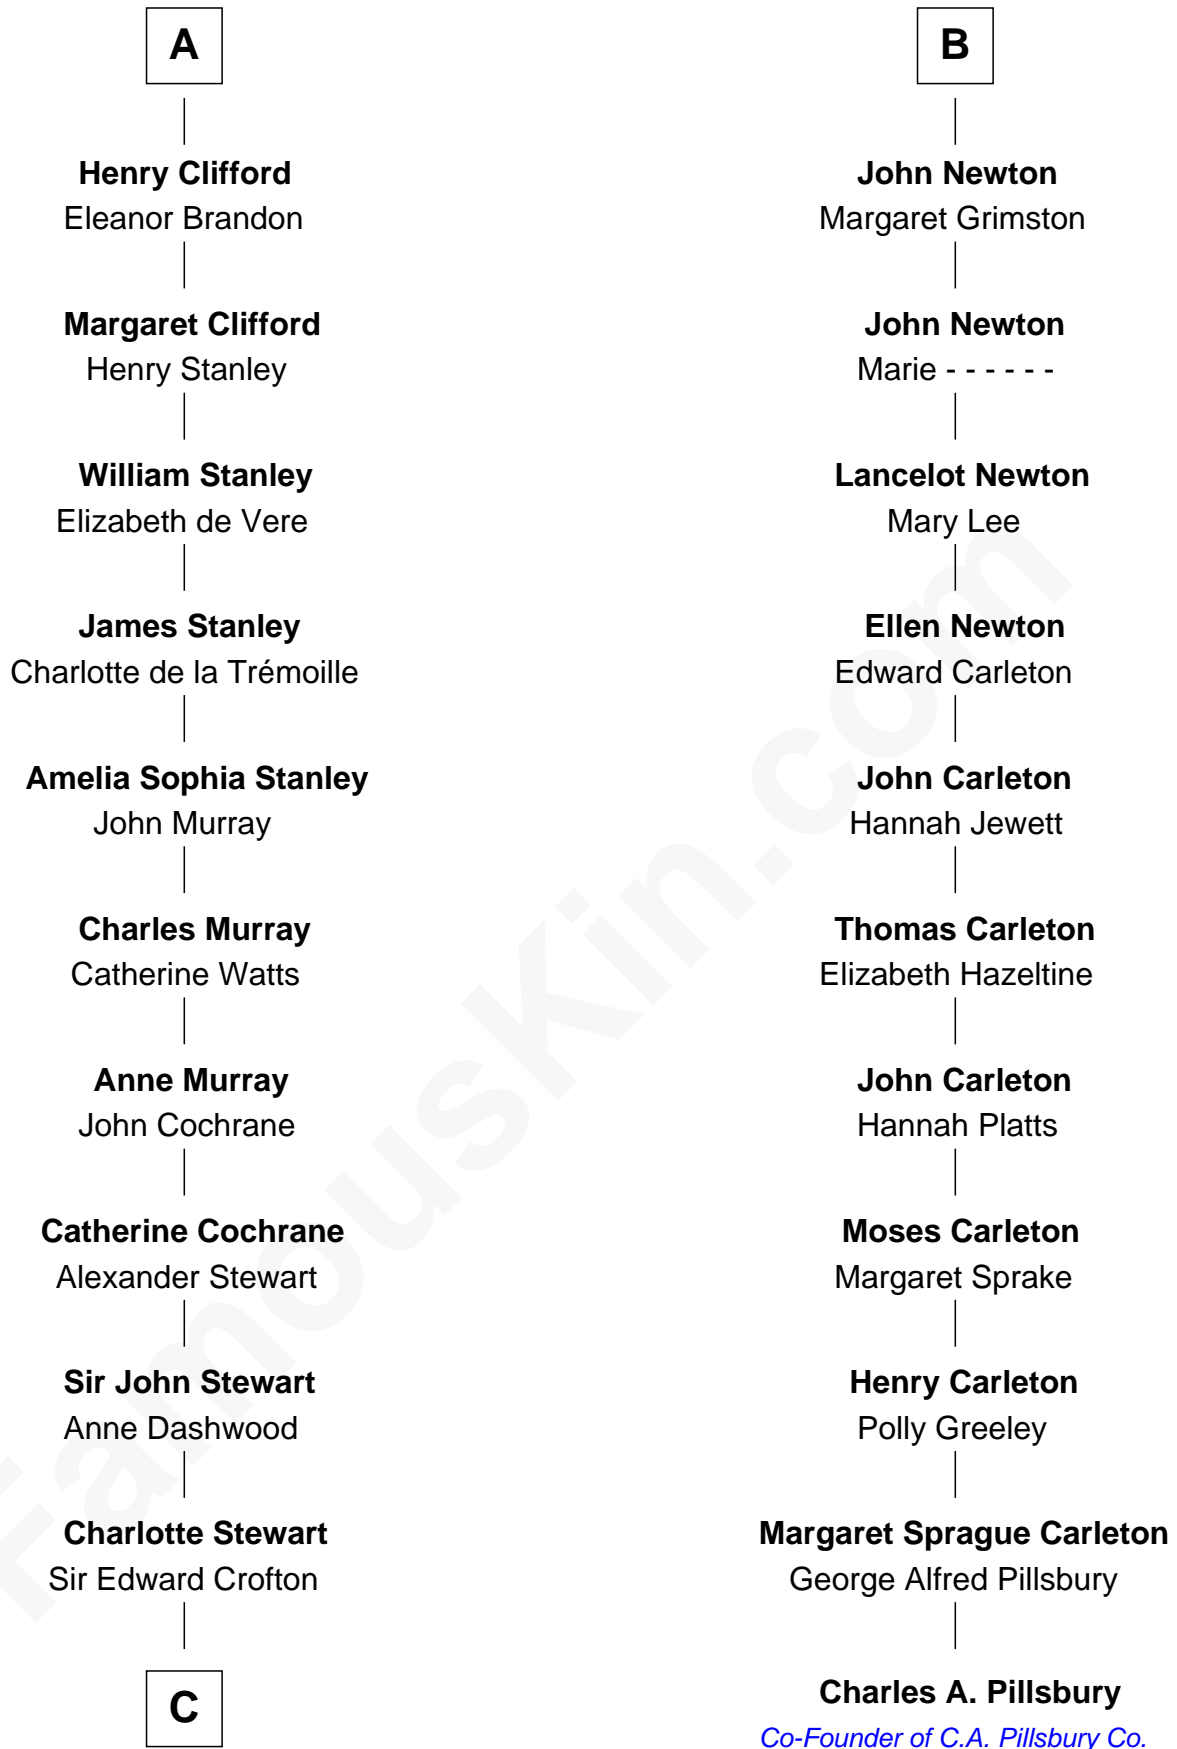 A
Henry Clifford
Eleanor Brandon
Margaret Clifford
Henry Stanley
William Stanley
Elizabeth de Vere
James Stanley
Charlotte de la Trémoille
Amelia Sophia Stanley
John Murray
Charles Murray
Catherine Watts
Anne Murray
John Cochrane
Catherine Cochrane
Alexander Stewart
Sir John Stewart
Anne Dashwood
Charlotte Stewart
Sir Edward Crofton
C
B
John Newton
Margaret Grimston
John Newton
Marie - - - - - -
Lancelot Newton
Mary Lee
Ellen Newton
Edward Carleton
John Carleton
Hannah Jewett
Thomas Carleton
Elizabeth Hazeltine
John Carleton
Hannah Platts
Moses Carleton
Margaret Sprake
Henry Carleton
Polly Greeley
Margaret Sprague Carleton
George Alfred Pillsbury
Charles A. Pillsbury
Co-Founder of C.A. Pillsbury Co.
FamousKin.com